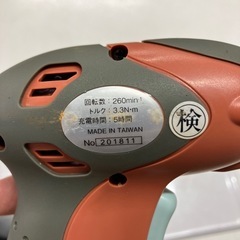 回転数：260min⁻¹
トルク：3.3N·m
充電時間：5時間
MADE IN TAIWAN
No. 201811
検